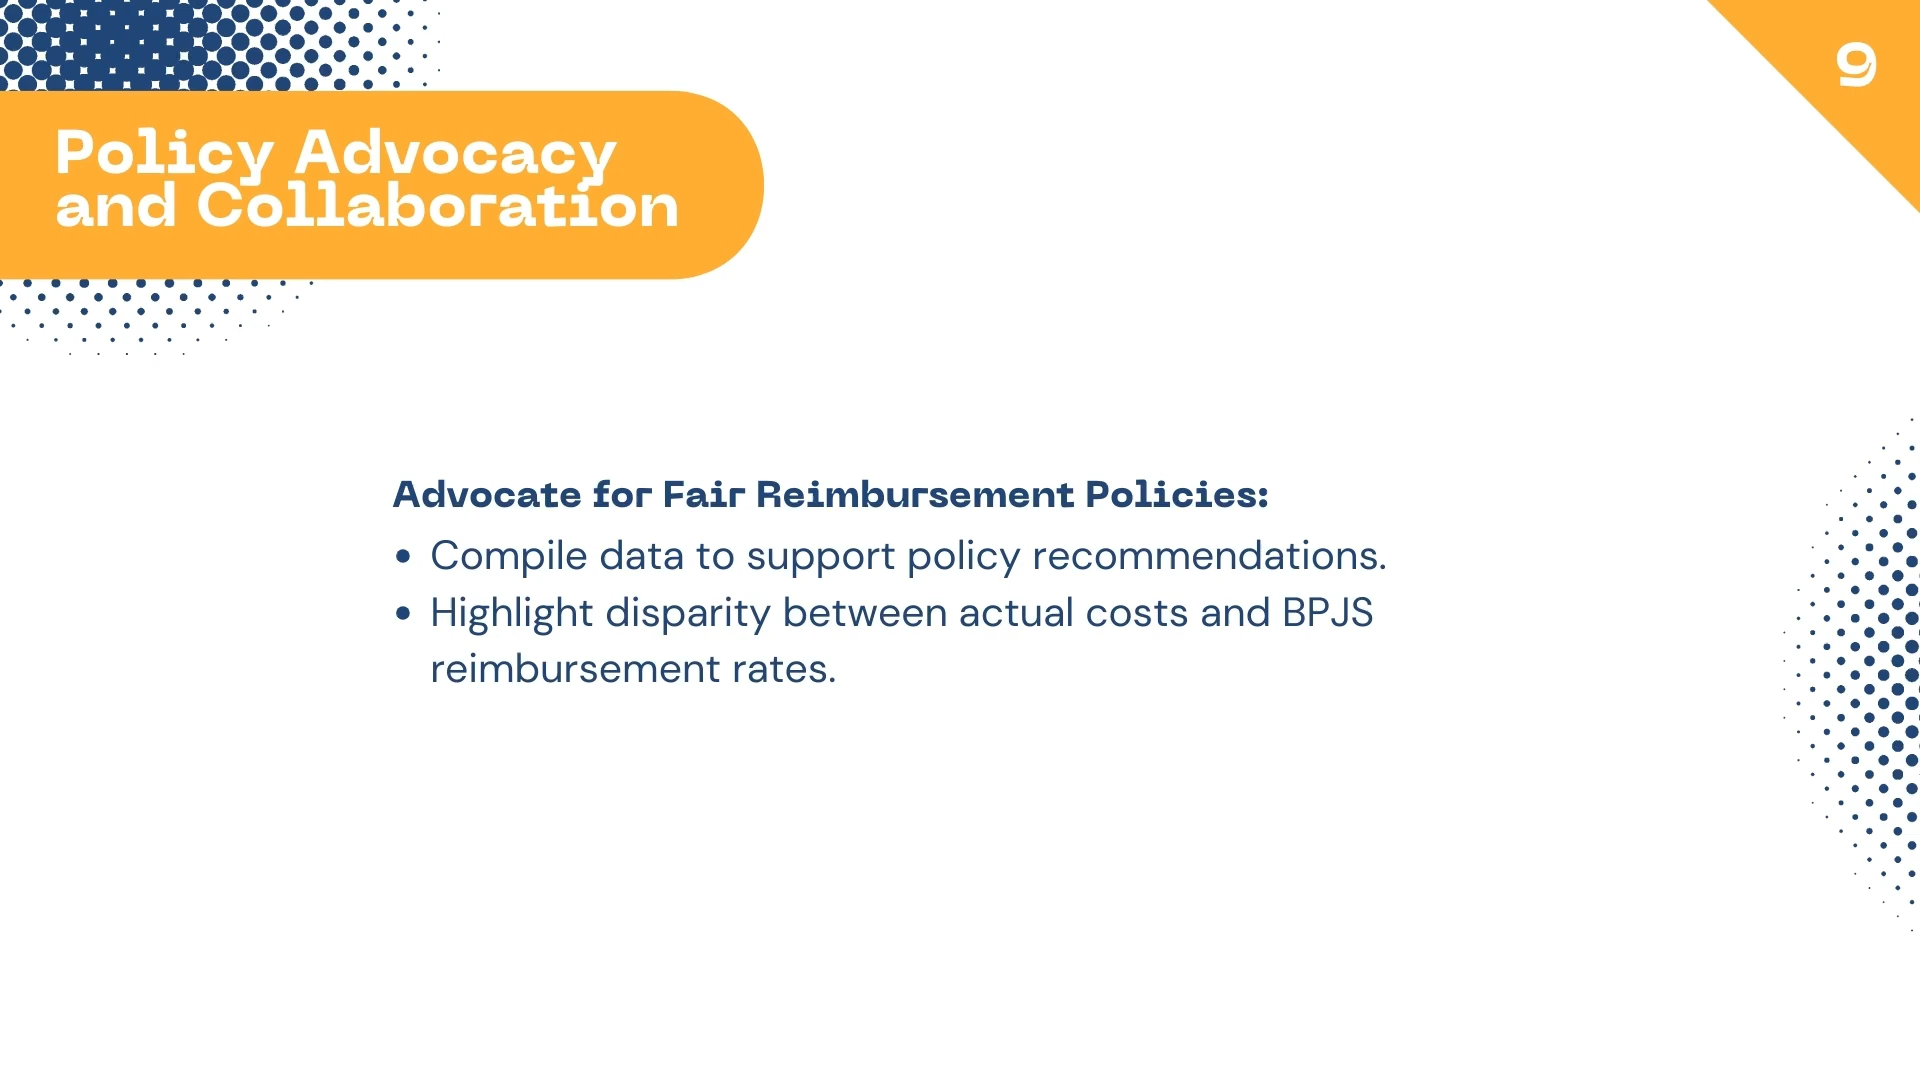 9
Policy Advocacy
and Collaboration
Advocate for Fair Reimbursement Policies:
• Compile data to support policy recommendations.
• Highlight disparity between actual costs and BPJS
reimbursement rates.